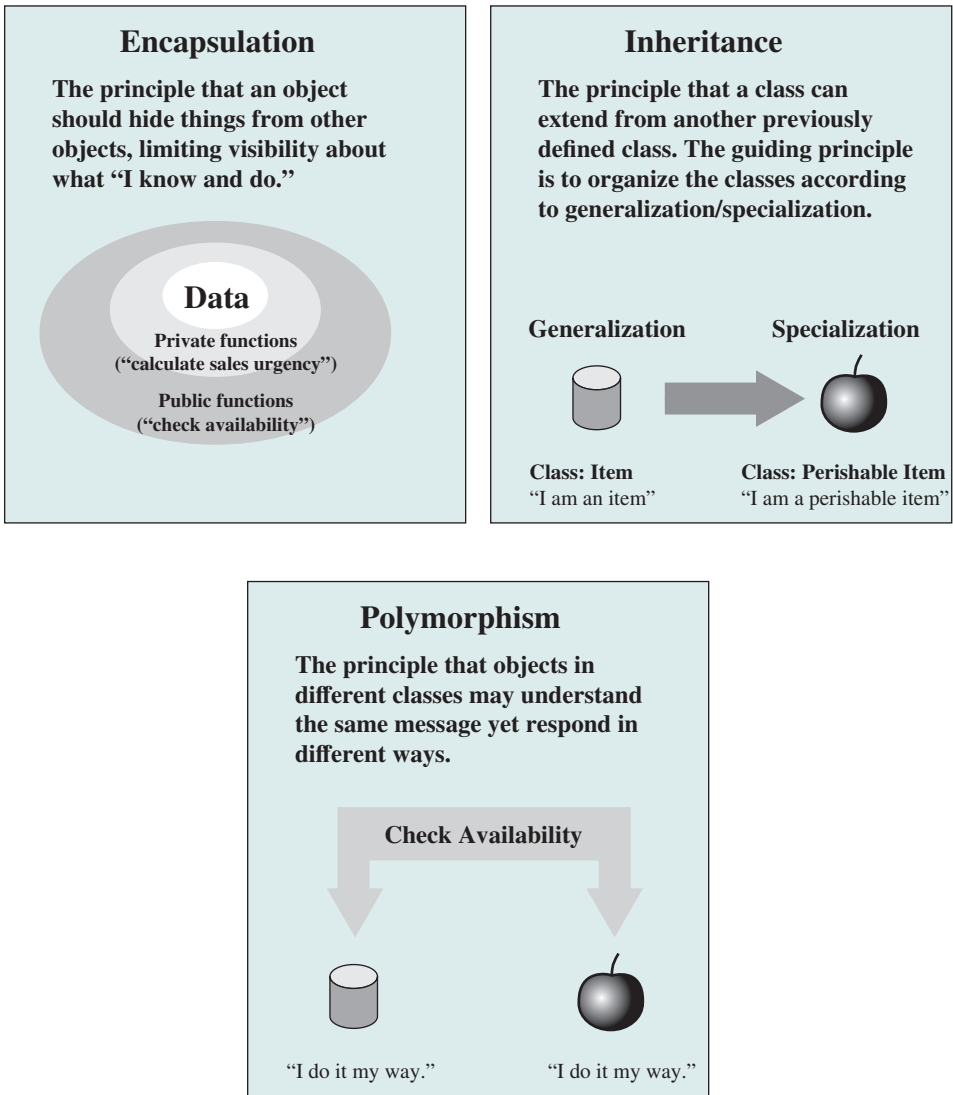 Encapsulation
The principle that an object
should hide things from other
objects, limiting visibility about
what “I know and do.”
Data
Private functions
(“calculate sales urgency”)
Public functions
(“check availability”)
Inheritance
The principle that a class can
extend from another previously
defined class. The guiding principle
is to organize the classes according
to generalization/specialization.
Generalization
Specialization
Class: Item
“I am an item”
Class: Perishable Item
“I am a perishable item”
Polymorphism
The principle that objects in
different classes may understand
the same message yet respond in
different ways.
Check Availability
“I do it my way.”
“I do it my way.”